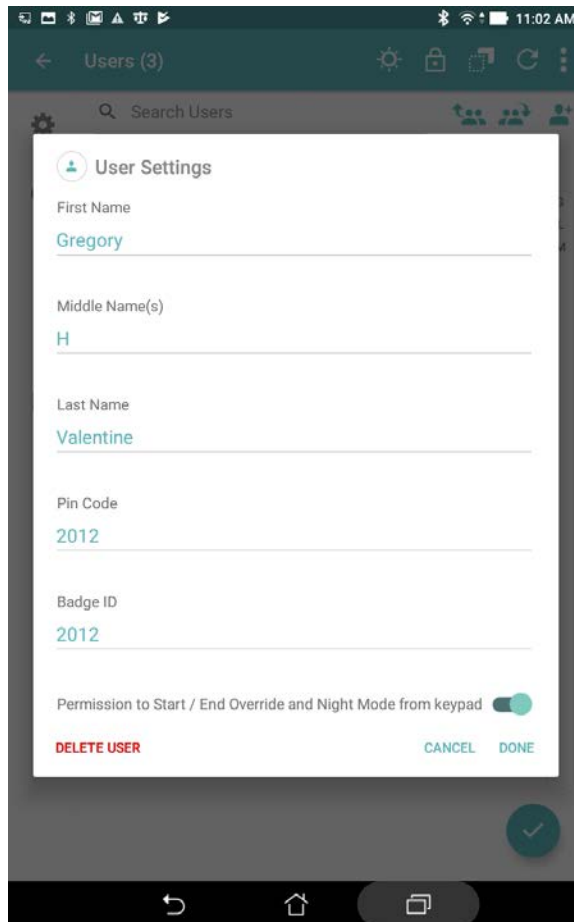 11:02 AM
Users (3)
Search Users
User Settings
First Name
Gregory
Middle Name(s)
H
Last Name
Valentine
Pin Code
2012
Badge ID
2012
Permission to Start / End Override and Night Mode from keypad
DELETE USER
CANCEL
DONE